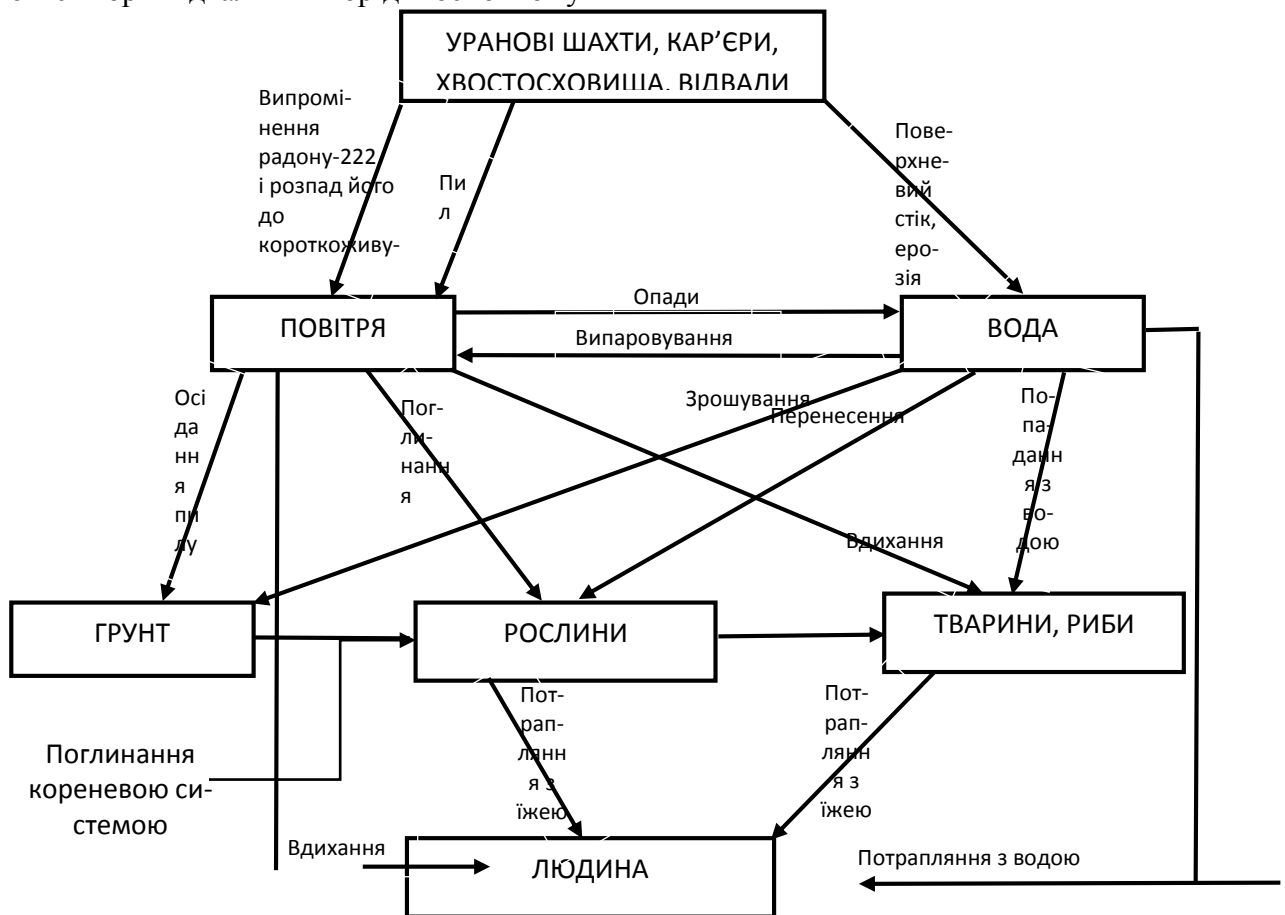 УРАНОВІ ШАХТИ, КАР’ЄРИ,
ХВОСТОСХОВИЩА, ВІДВАЛИ
Випромі-
нення
радону-222
і розпад його
до
короткоживу-
Пи
л
Пове-
рхне-
вий
стік,
еро-
зія
ПОВІТРЯ
Опади
Випаровування
ВОДА
Осі
да
нн
я
пи
лу
Пог-
ли-
нанн
я
Зрошування
Перенесення
По-
па-
данн
я з
во-
дою
Вдихання
ГРУНТ
РОСЛИНИ
ТВАРИНИ, РИБИ
Поглинання
кореневою си-
стемою
Пот-
рап-
лянн
я з
їжею
Пот-
рап-
лянн
я з
їжею
Вдихання
ЛЮДИНА
Потрапляння з водою